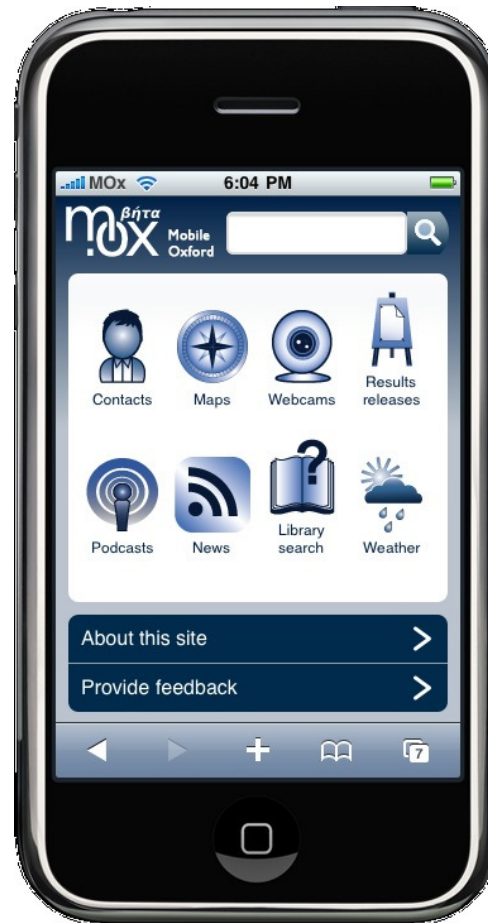 MOx
6:04 PM
mox
βήτα
Mobile
Oxford
Contacts
Maps
Webcams
Results
releases
Podcasts
News
Library
search
Weather
?
About this site
Provide feedback
7